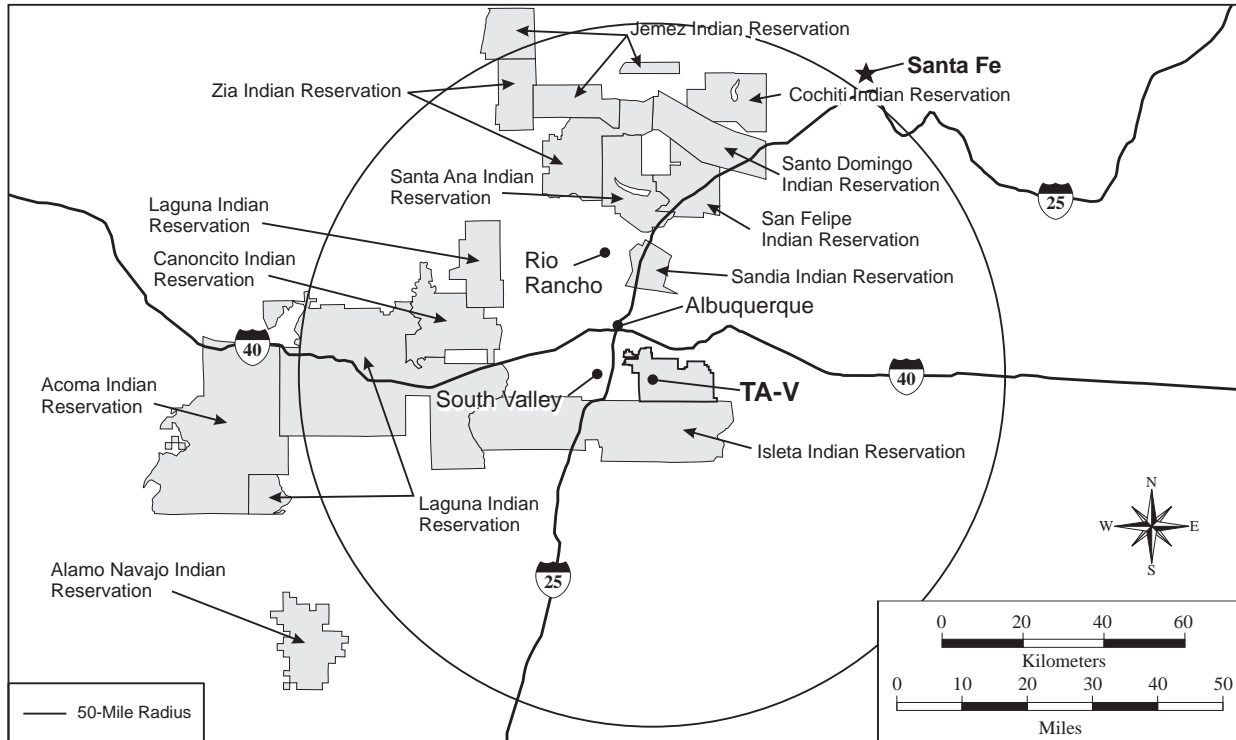 Jemez Indian Reservation
Santa Fe
Zia Indian Reservation
Cochiti Indian Reservation
Santa Ana Indian
Reservation
Santo Domingo
Indian Reservation
25
Laguna Indian
Reservation
San Felipe
Indian Reservation
Canoncito Indian
Reservation
Rio
Rancho
Sandia Indian Reservation
Albuquerque
40
40
Acoma Indian
Reservation
South Valley
TA-V
Isleta Indian Reservation
Laguna Indian
Reservation
N
W
E
S
Alamo Navajo Indian
Reservation
25
0 20 40 60
Kilometers
0 10 20 30 40 50
Miles
50-Mile Radius